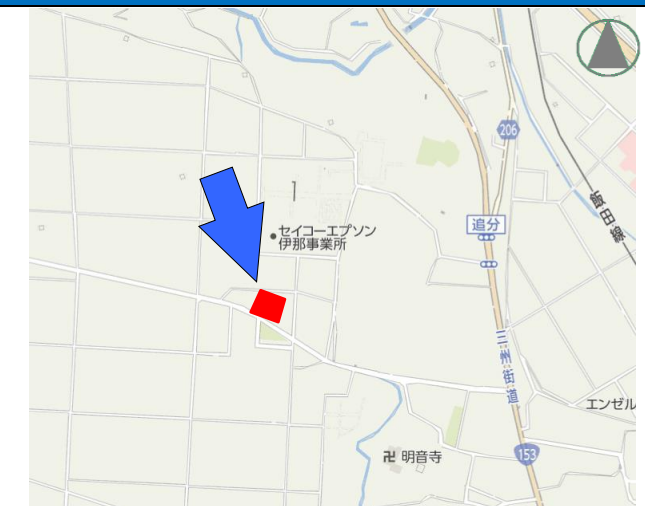 206
飯田線
追分
セイコーエプソン
伊那事業所
三州街道
エンゼル
卍 明音寺
153